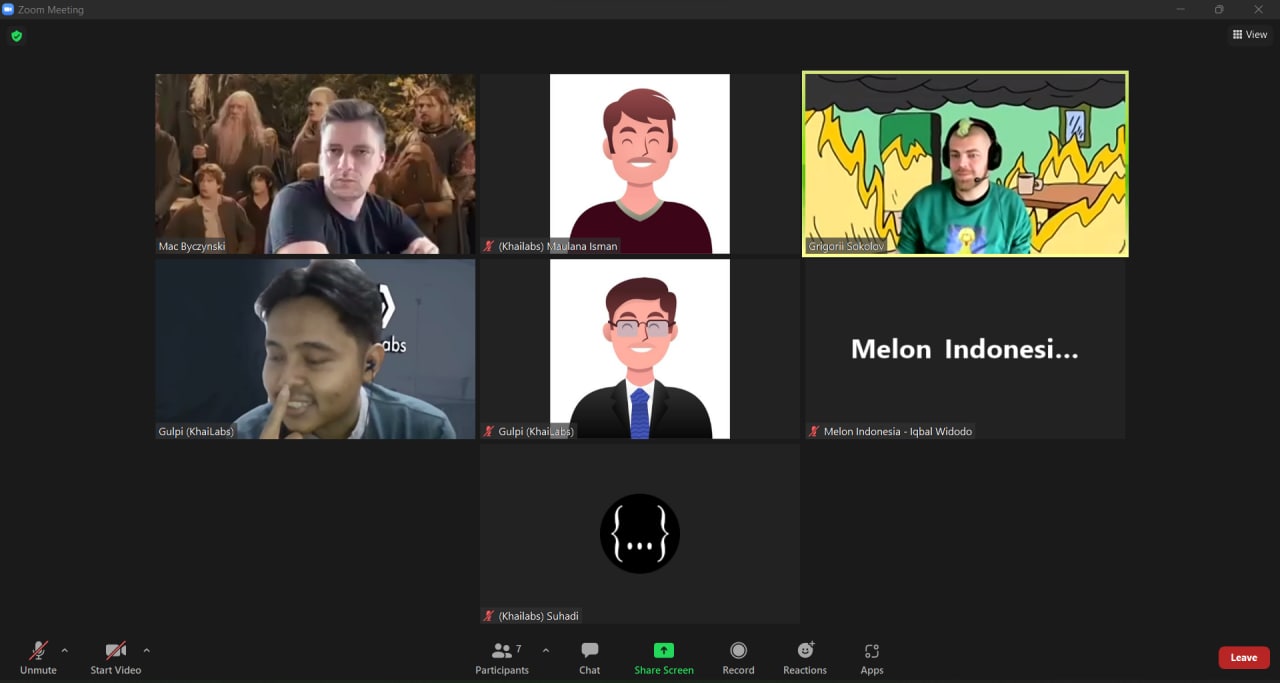 Zoom Meeting
View
Mac Byczynski
(Khailabs) Maulana Isman
Grigorii Sokolov
abs
Gulpi (KhaiLabs)
Gulpi (KhaiLabs)
Melon Indonesi...
Melon Indonesia - Iqbal Widodo
{...}
(Khailabs) Suhadi
Unmute
Start Video
7
Participants
Chat
Share Screen
Record
Reactions
Apps
Leave